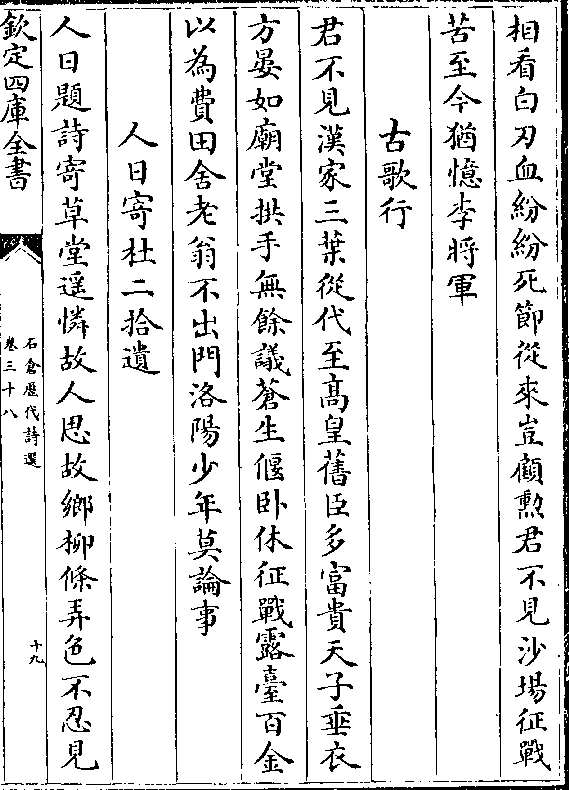 相看白刃血紛紛死節從來豈顧勲君不見沙場征戰
苦至今猶憶李將軍
古歌行
君不見漢家三葉從代至髙皇舊臣多富貴天子垂衣
方晏如廟堂拱手無餘議蒼生偃卧休征戰露臺百金
以為費田舍老翁不出門洛陽少年莫論事
人日寄杜二拾遺
人日題詩寄草堂遥憐故人思故鄉柳條弄色不忍見
欽定四庫全書
石倉歴代詩選
卷三十八
十九